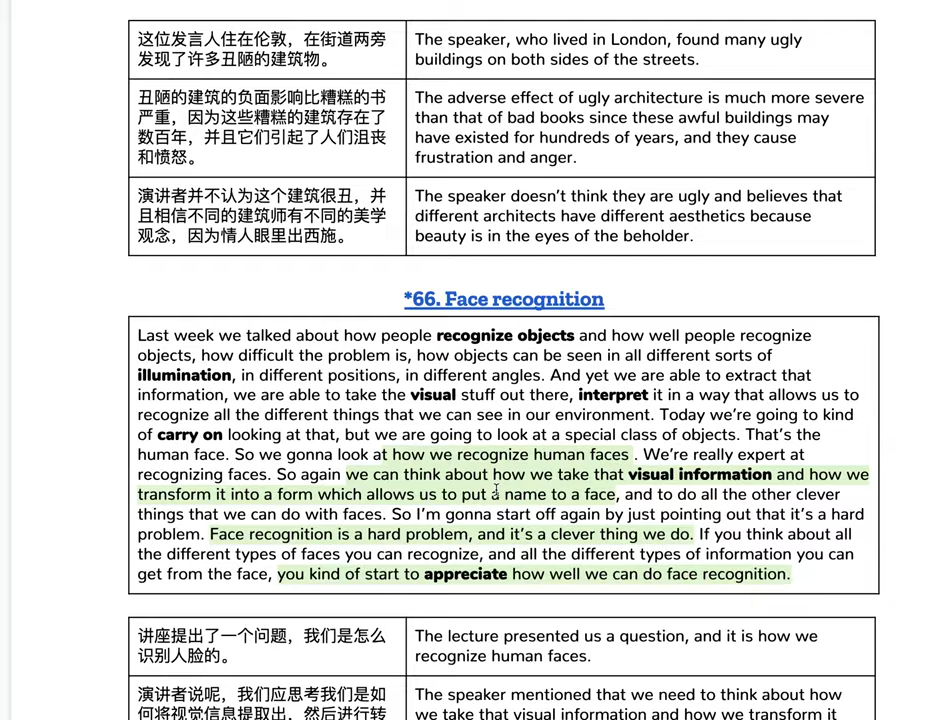 这位发言人住在伦敦，在街道两旁
发现了许多丑陋的建筑物。
The speaker, who lived in London, found many ugly
buildings on both sides of the streets.
丑陋的建筑的负面影响比糟糕的书
严重，因为这些糟糕的建筑存在了
数百年，并且它们引起了人们沮丧
和愤怒。
The adverse effect of ugly architecture is much more severe
than that of bad books since these awful buildings may
have existed for hundreds of years, and they cause
frustration and anger.
演讲者并不认为这个建筑很丑，并
且相信不同的建筑师有不同的美学
观念，因为情人眼里出西施。
The speaker doesn’t think they are ugly and believes that
different architects have different aesthetics because
beauty is in the eyes of the beholder.
*66. Face recognition
Last week we talked about how people recognize objects and how well people recognize
objects, how difficult the problem is, how objects can be seen in all different sorts of
illumination, in different positions, in different angles. And yet we are able to extract that
information, we are able to take the visual stuff out there, interpret it in a way that allows us to
recognize all the different things that we can see in our environment. Today we’re going to kind
of carry on looking at that, but we are going to look at a special class of objects. That’s the
human face. So we gonna look at how we recognize human faces . We’re really expert at
recognizing faces. So again we can think about how we take that visual information and how we
transform it into a form which allows us to put a name to a face, and to do all the other clever
things that we can do with faces. So I’m gonna start off again by just pointing out that it’s a hard
problem. Face recognition is a hard problem, and it’s a clever thing we do. If you think about all
the different types of faces you can recognize, and all the different types of information you can
get from the face, you kind of start to appreciate how well we can do face recognition.
讲座提出了一个问题，我们是怎么
识别人脸的。
The lecture presented us a question, and it is how we
recognize human faces.
演讲者说呢，我们应思考我们是如
何将视觉信息提取出，然后进行转
The speaker mentioned that we need to think about how
we take that visual information and how we transform it